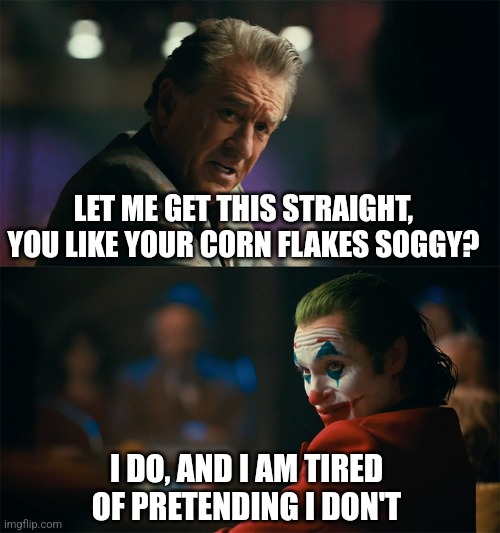 LET ME GET THIS STRAIGHT,
YOU LIKE YOUR CORN FLAKES SOGGY?
I DO, AND I AM TIRED
OF PRETENDING I DON'T
imgflip.com